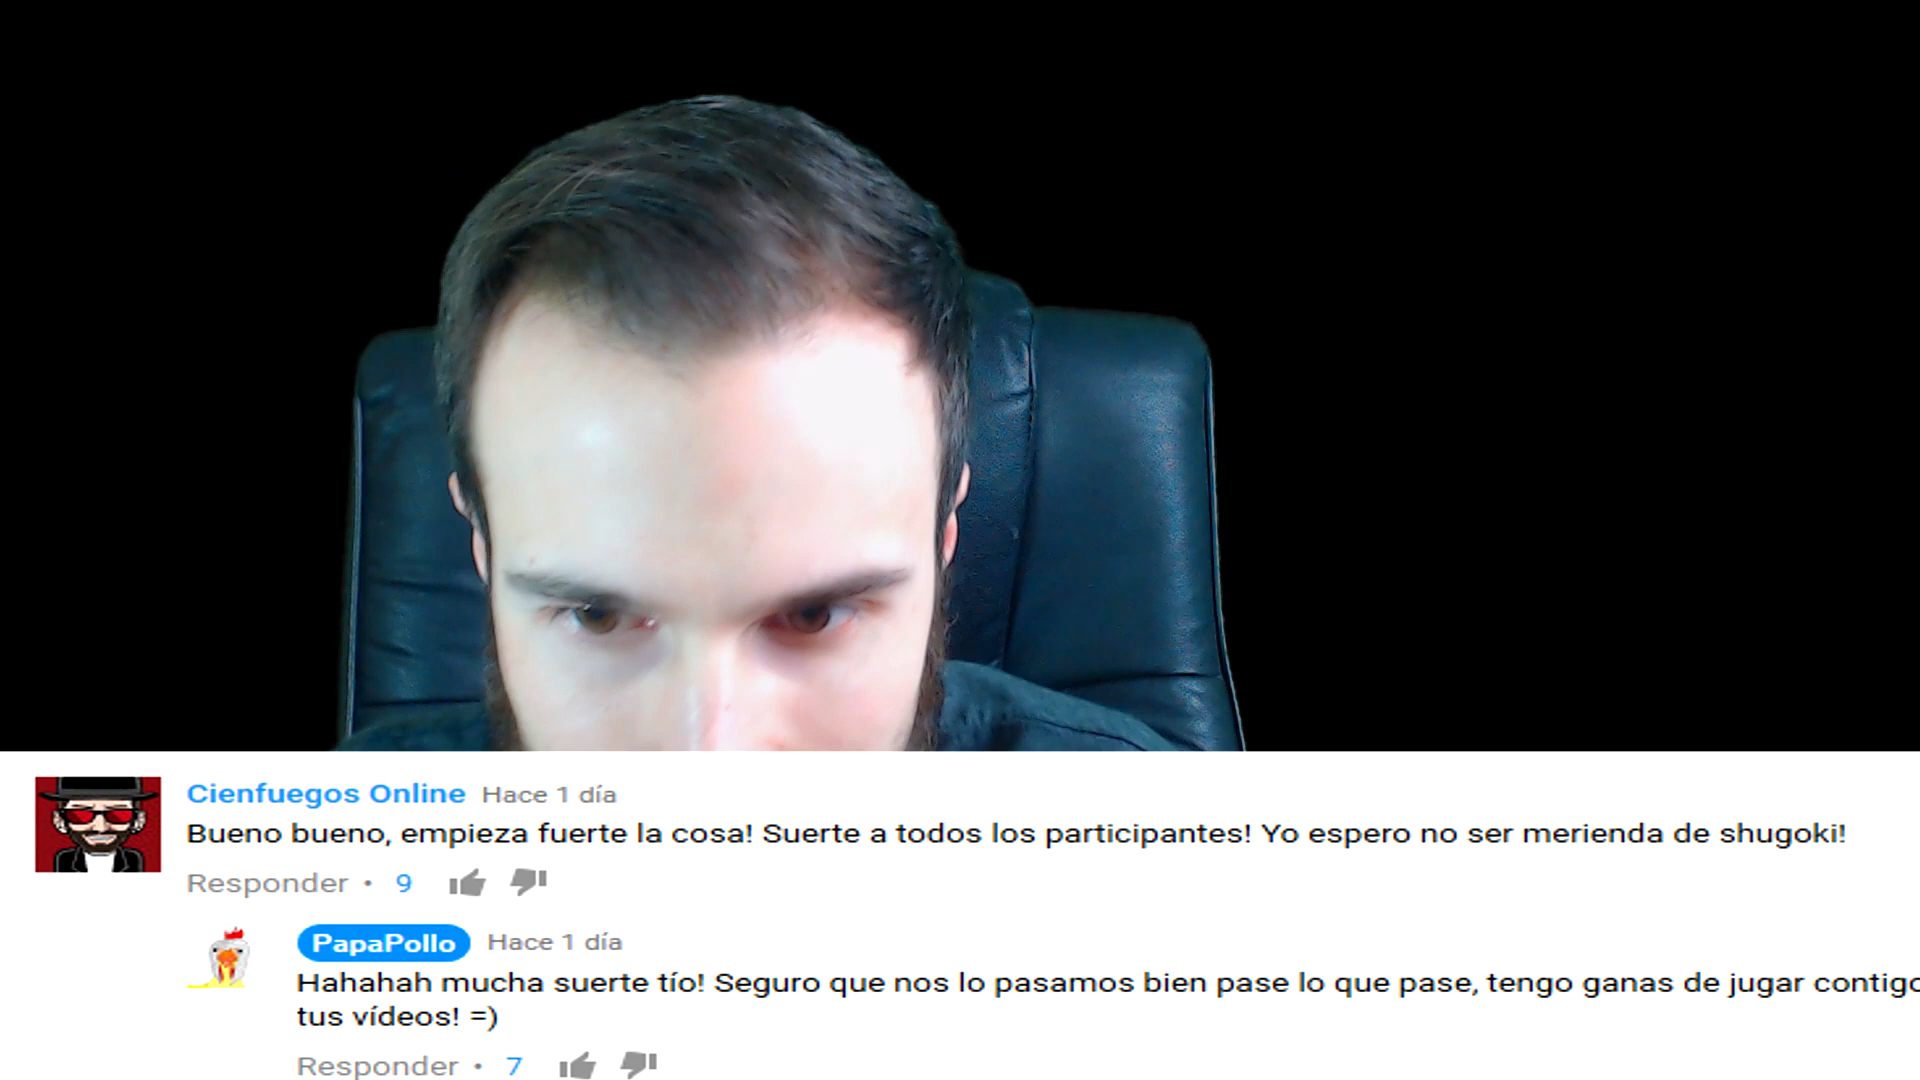 Cienfuegos Online Hace 1 día
Bueno bueno, empieza fuerte la cosa! Suerte a todos los participantes! Yo espero no ser merienda de shugoki!
Responder • 9
PapaPollo Hace 1 día
Hahahah mucha suerte tío! Seguro que nos lo pasamos bien pase lo que pase, tengo ganas de jugar contigo
tus vídeos! =)
Responder • 7